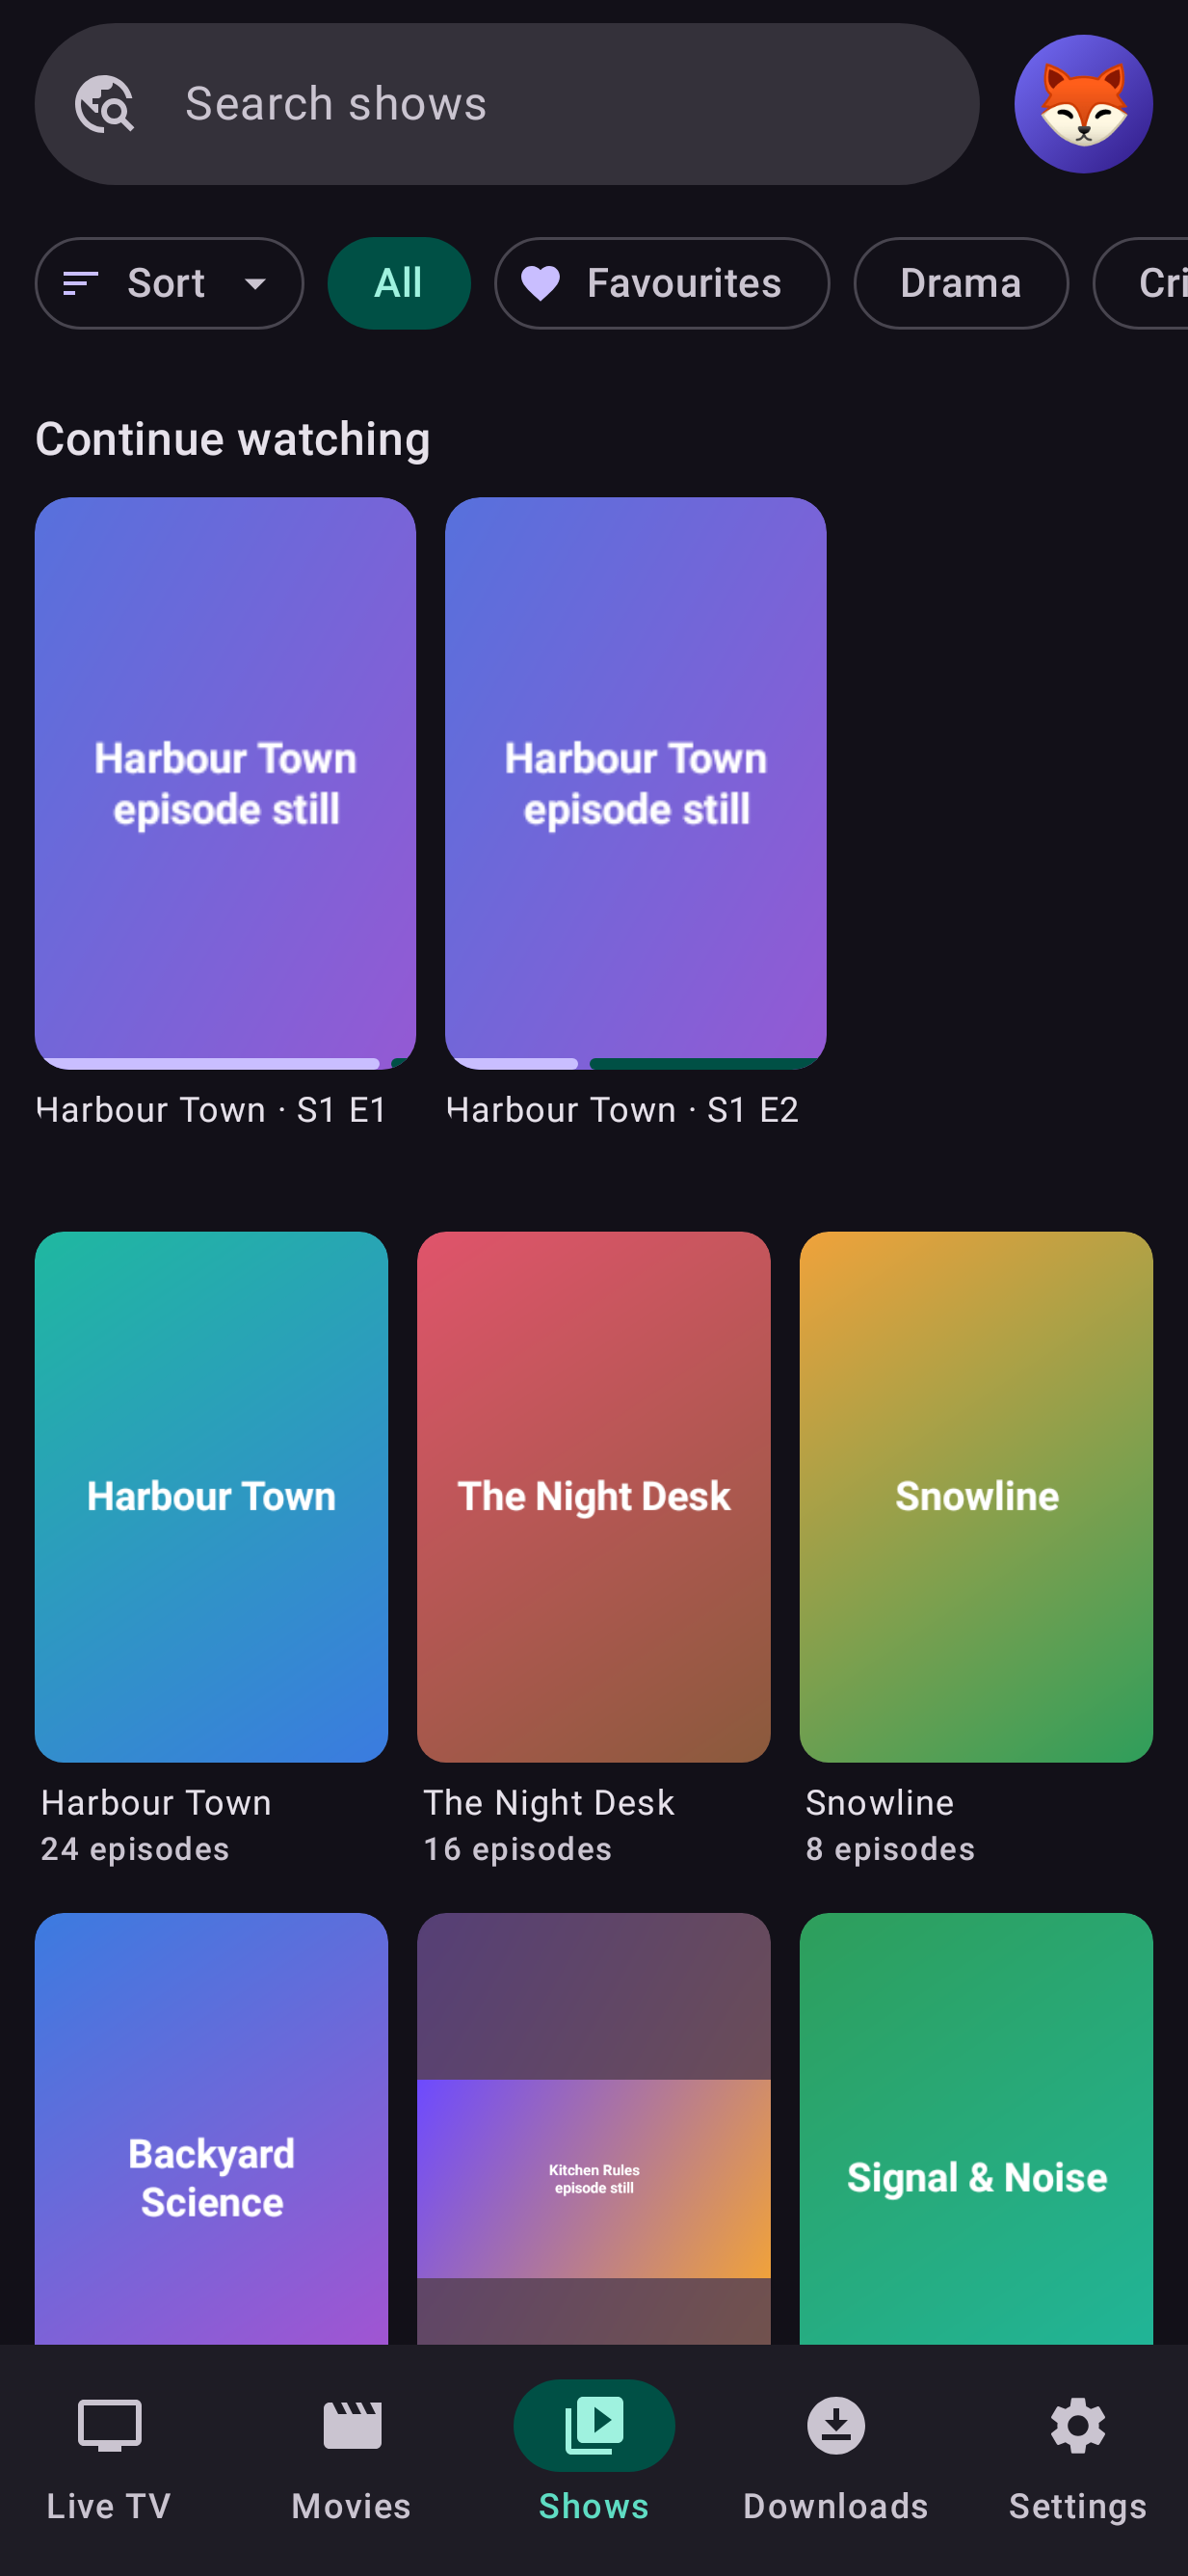 Search shows
Sort
All
Favourites
Drama
Cri
Continue watching
Harbour Town
episode still
Harbour Town
episode still
Harbour Town · S1 E1
Harbour Town · S1 E2
Harbour Town
The Night Desk
Snowline
Harbour Town
24 episodes
The Night Desk
16 episodes
Snowline
8 episodes
Backyard
Science
Kitchen Rules
episode still
Signal & Noise
Live TV
Movies
Shows
Downloads
Settings